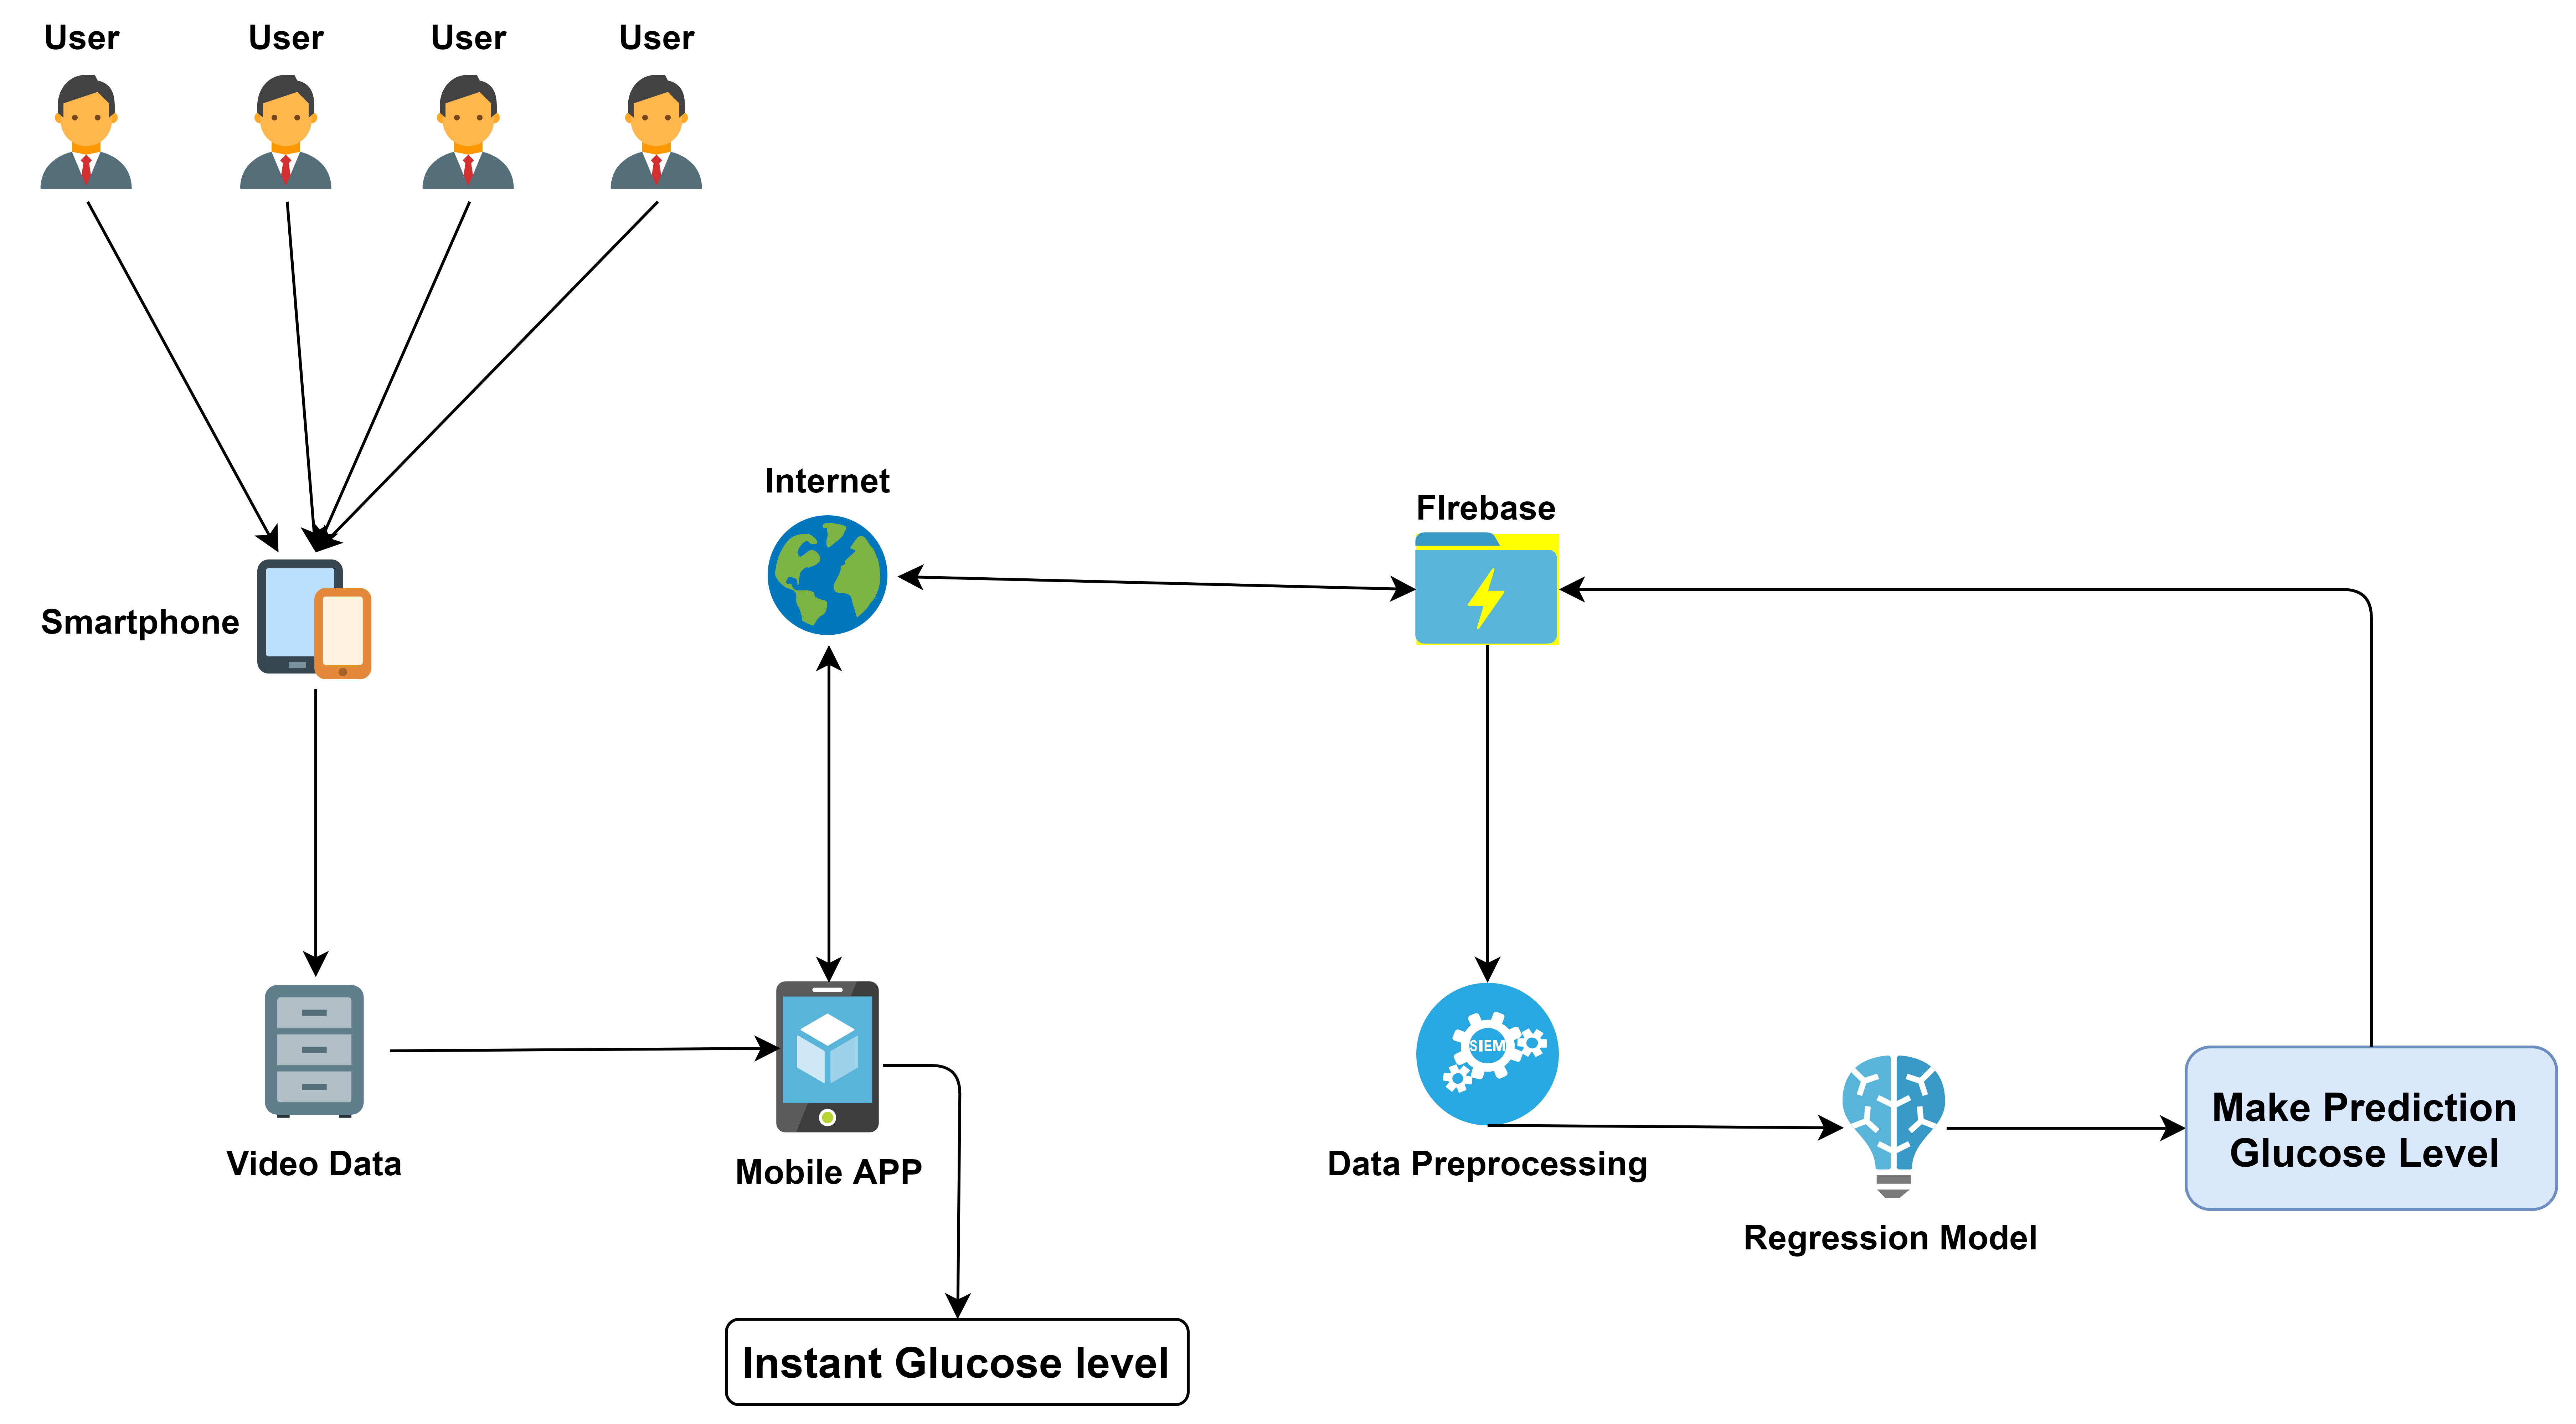 User
User
User
User
Internet
FIrebase
Smartphone
SIEM
Video Data
Mobile APP
Data Preprocessing
Make Prediction
Glucose Level
Regression Model
Instant Glucose level